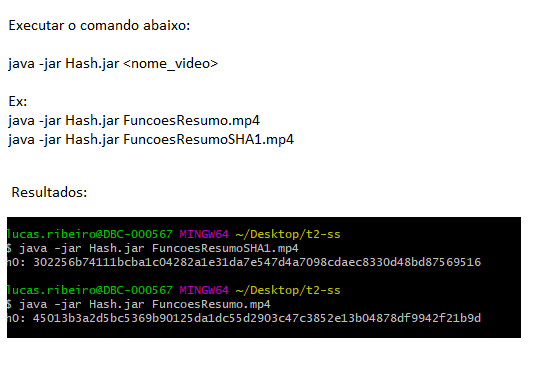 Executar o comando abaixo:
java -jar Hash.jar <nome_video>
Ex:
java -jar Hash.jar FuncoesResumo.mp4
java -jar Hash.jar FuncoesResumoSHA1.mp4
Resultados:
lucas.ribeiro@DBC-000567 MINGW64 ~/Desktop/t2-ss
$ java -jar Hash.jar FuncoesResumoSHA1.mp4
h0: 302256b74111bcba1c04282a1e31da7e547d4a7098cdaec8330d48bd87569516
lucas.ribeiro@DBC-000567 MINGW64 ~/Desktop/t2-ss
$ java -jar Hash.jar FuncoesResumo.mp4
h0: 45013b3a2d5bc5369b90125da1dc55d2903c47c3852e13b04878df9942f21b9d